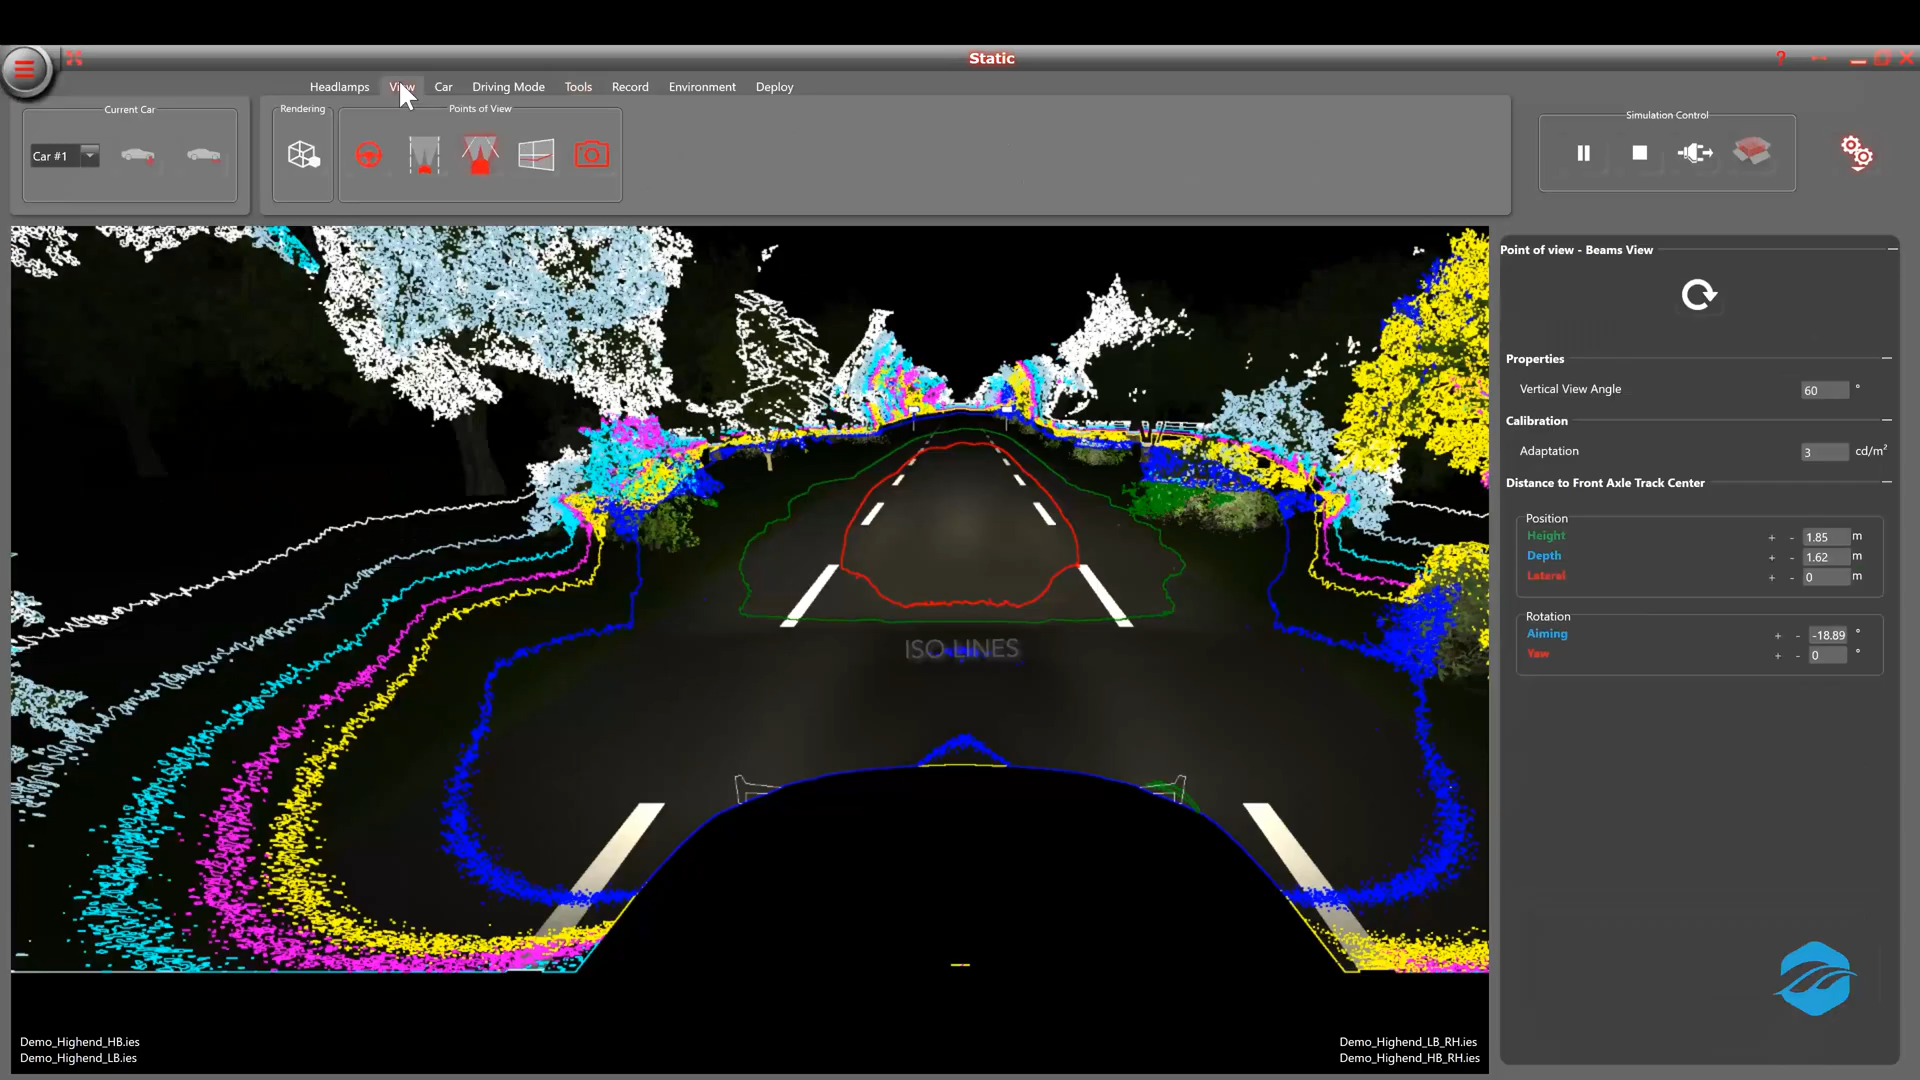 Static
?
Headlamps View Car Driving Mode Tools Record Environment Deploy
Current Car
Car #1
Rendering
Points of View
Simulation Control
Point of view - Beams View
Properties
Vertical View Angle 60 °
Calibration
Adaptation 3 cd/m²
Distance to Front Axle Track Center
Position
Height + - 1.85 m
Depth + - 1.62 m
Lateral + - 0 m
Rotation
Aiming + - -18.89 °
Yaw + - 0 °
ISO LINES
Demo_Highend_HB.ies
Demo_Highend_LB.ies
Demo_Highend_LB_RH.ies
Demo_Highend_HB_RH.ies